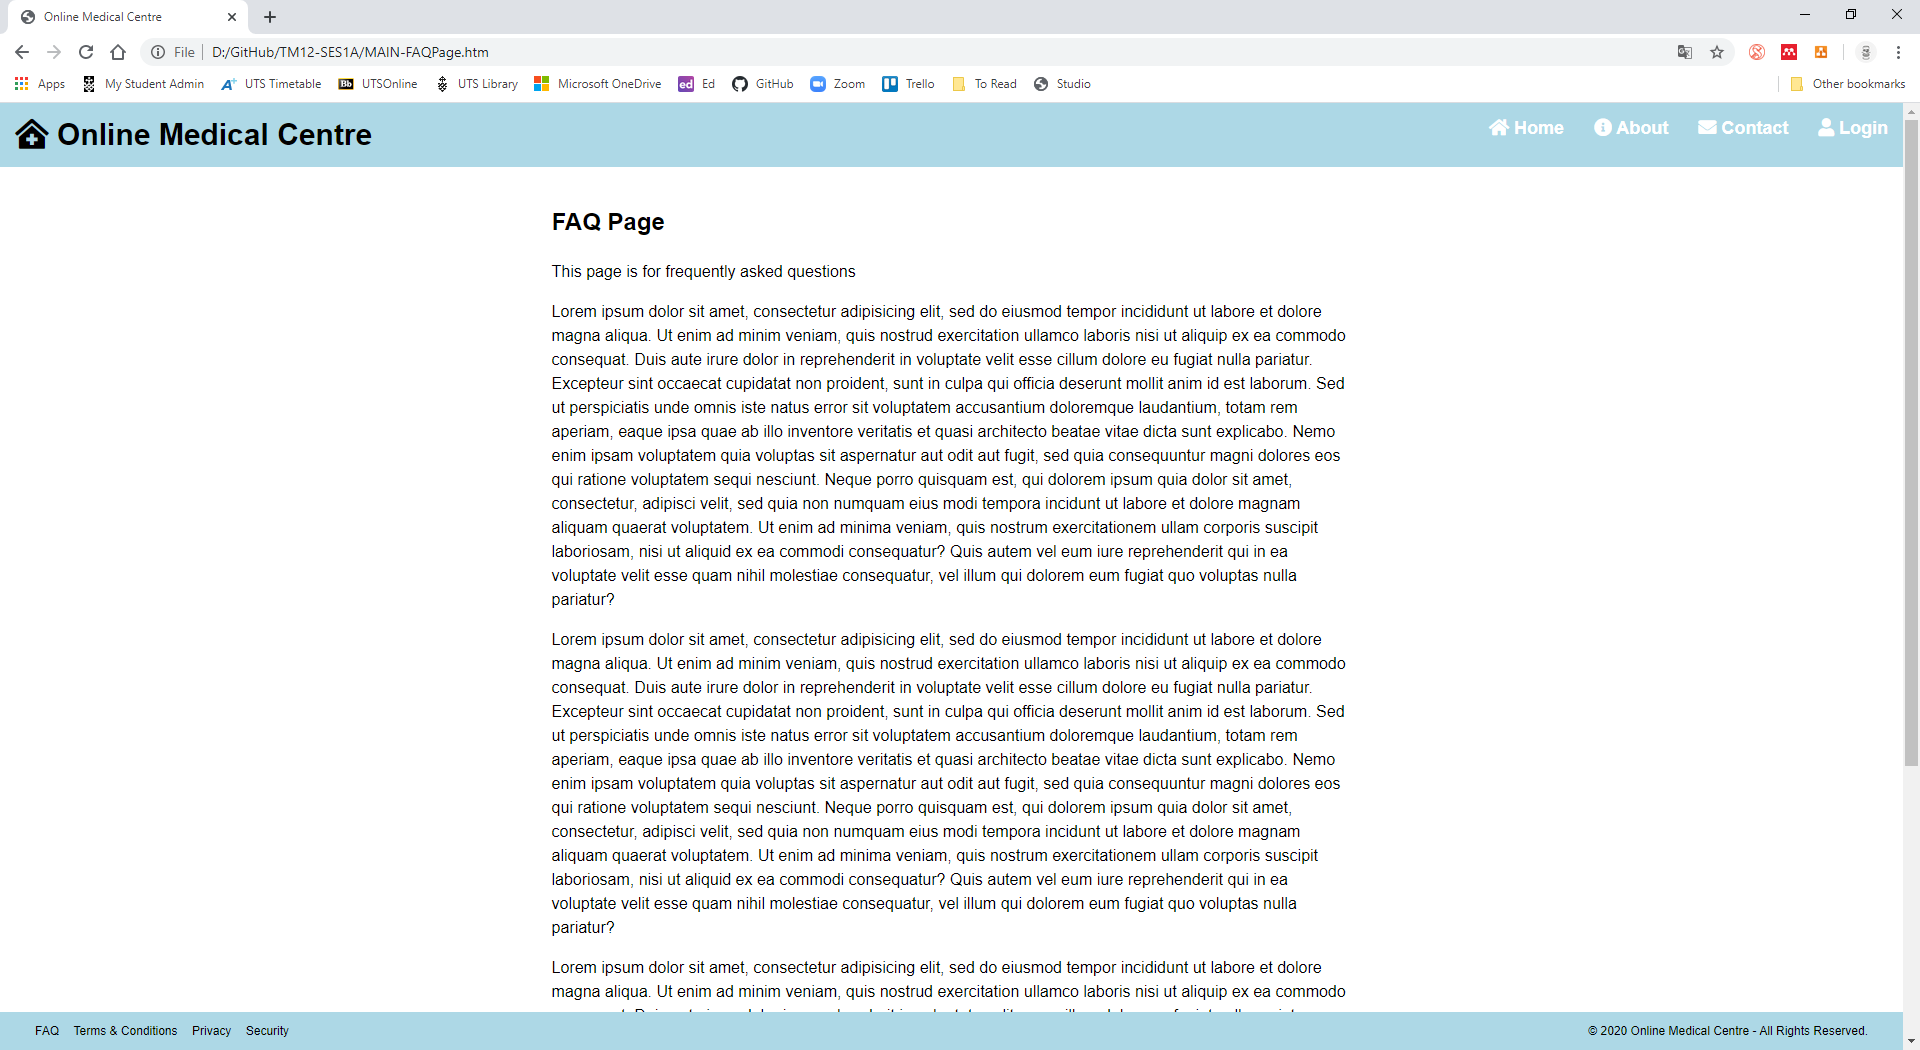 Online Medical Centre
File
D:/GitHub/TM12-SES1A/MAIN-FAQPage.htm
Apps
My Student Admin
UTS Timetable
Bb UTSOnline
UTS Library
Microsoft OneDrive
ed Ed
GitHub
Zoom
Trello
To Read
Studio
Other bookmarks
Online Medical Centre
Home
About
Contact
Login
FAQ Page
This page is for frequently asked questions
Lorem ipsum dolor sit amet, consectetur adipisicing elit, sed do eiusmod tempor incididunt ut labore et dolore
magna aliqua. Ut enim ad minim veniam, quis nostrud exercitation ullamco laboris nisi ut aliquip ex ea commodo
consequat. Duis aute irure dolor in reprehenderit in voluptate velit esse cillum dolore eu fugiat nulla pariatur.
Excepteur sint occaecat cupidatat non proident, sunt in culpa qui officia deserunt mollit anim id est laborum. Sed
ut perspiciatis unde omnis iste natus error sit voluptatem accusantium doloremque laudantium, totam rem
aperiam, eaque ipsa quae ab illo inventore veritatis et quasi architecto beatae vitae dicta sunt explicabo. Nemo
enim ipsam voluptatem quia voluptas sit aspernatur aut odit aut fugit, sed quia consequuntur magni dolores eos
qui ratione voluptatem sequi nesciunt. Neque porro quisquam est, qui dolorem ipsum quia dolor sit amet,
consectetur, adipisci velit, sed quia non numquam eius modi tempora incidunt ut labore et dolore magnam
aliquam quaerat voluptatem. Ut enim ad minima veniam, quis nostrum exercitationem ullam corporis suscipit
laboriosam, nisi ut aliquid ex ea commodi consequatur? Quis autem vel eum iure reprehenderit qui in ea
voluptate velit esse quam nihil molestiae consequatur, vel illum qui dolorem eum fugiat quo voluptas nulla
pariatur?
Lorem ipsum dolor sit amet, consectetur adipisicing elit, sed do eiusmod tempor incididunt ut labore et dolore
magna aliqua. Ut enim ad minim veniam, quis nostrud exercitation ullamco laboris nisi ut aliquip ex ea commodo
consequat. Duis aute irure dolor in reprehenderit in voluptate velit esse cillum dolore eu fugiat nulla pariatur.
Excepteur sint occaecat cupidatat non proident, sunt in culpa qui officia deserunt mollit anim id est laborum. Sed
ut perspiciatis unde omnis iste natus error sit voluptatem accusantium doloremque laudantium, totam rem
aperiam, eaque ipsa quae ab illo inventore veritatis et quasi architecto beatae vitae dicta sunt explicabo. Nemo
enim ipsam voluptatem quia voluptas sit aspernatur aut odit aut fugit, sed quia consequuntur magni dolores eos
qui ratione voluptatem sequi nesciunt. Neque porro quisquam est, qui dolorem ipsum quia dolor sit amet,
consectetur, adipisci velit, sed quia non numquam eius modi tempora incidunt ut labore et dolore magnam
aliquam quaerat voluptatem. Ut enim ad minima veniam, quis nostrum exercitationem ullam corporis suscipit
laboriosam, nisi ut aliquid ex ea commodi consequatur? Quis autem vel eum iure reprehenderit qui in ea
voluptate velit esse quam nihil molestiae consequatur, vel illum qui dolorem eum fugiat quo voluptas nulla
pariatur?
Lorem ipsum dolor sit amet, consectetur adipisicing elit, sed do eiusmod tempor incididunt ut labore et dolore
magna aliqua. Ut enim ad minim veniam, quis nostrud exercitation ullamco laboris nisi ut aliquip ex ea commodo
FAQ
Terms & Conditions
Privacy
Security
© 2020 Online Medical Centre - All Rights Reserved.